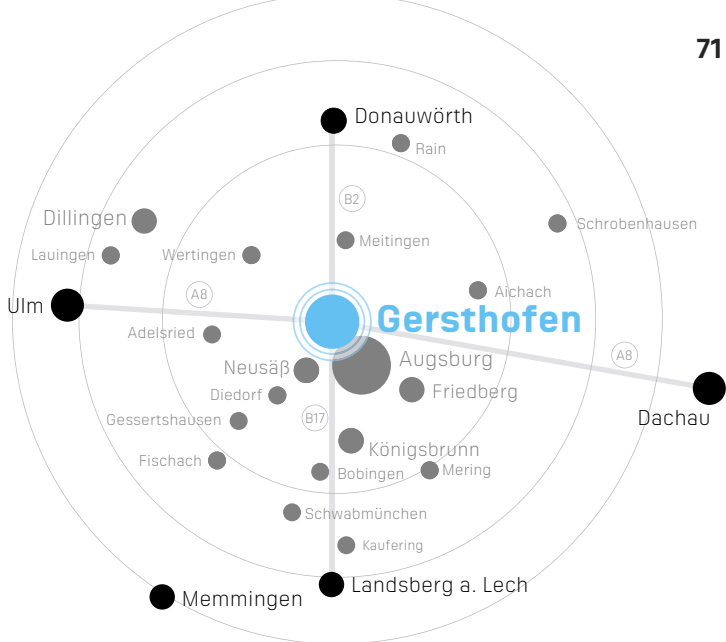 71
Donauwörth
Rain
B2
Dillingen
Schrobenhausen
Meitingen
Lauingen
Wertingen
Aichach
A8
Ulm
Gersthofen
Adelsried
A8
Augsburg
Neusäß
Friedberg
Diedorf
Dachau
Gessertshausen
B17
Königsbrunn
Fischach
Mering
Bobingen
Schwabmünchen
Kaufering
Landsberg a. Lech
Memmingen